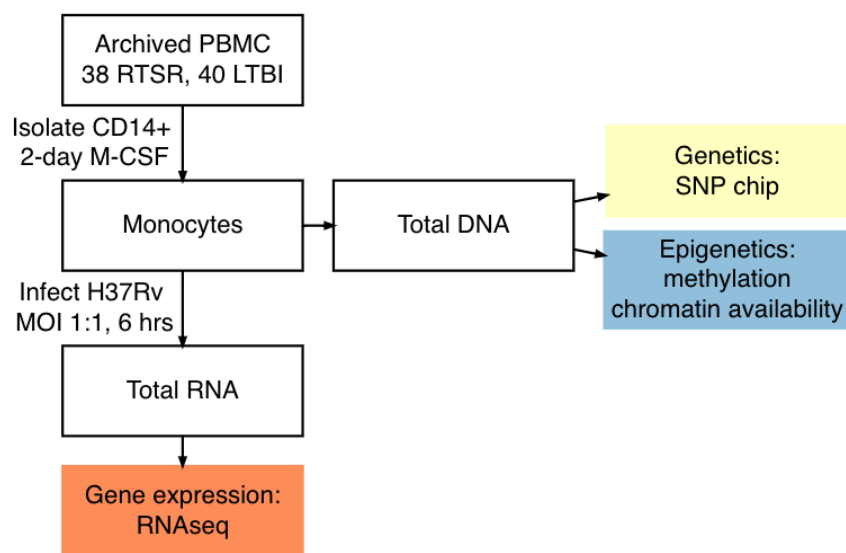 Archived PBMC
38 RTSR, 40 LTBI
Isolate CD14+
2-day M-CSF
Monocytes
Total DNA
Genetics:
SNP chip
Epigenetics:
methylation
chromatin availability
Infect H37Rv
MOI 1:1, 6 hrs
Total RNA
Gene expression:
RNAseq